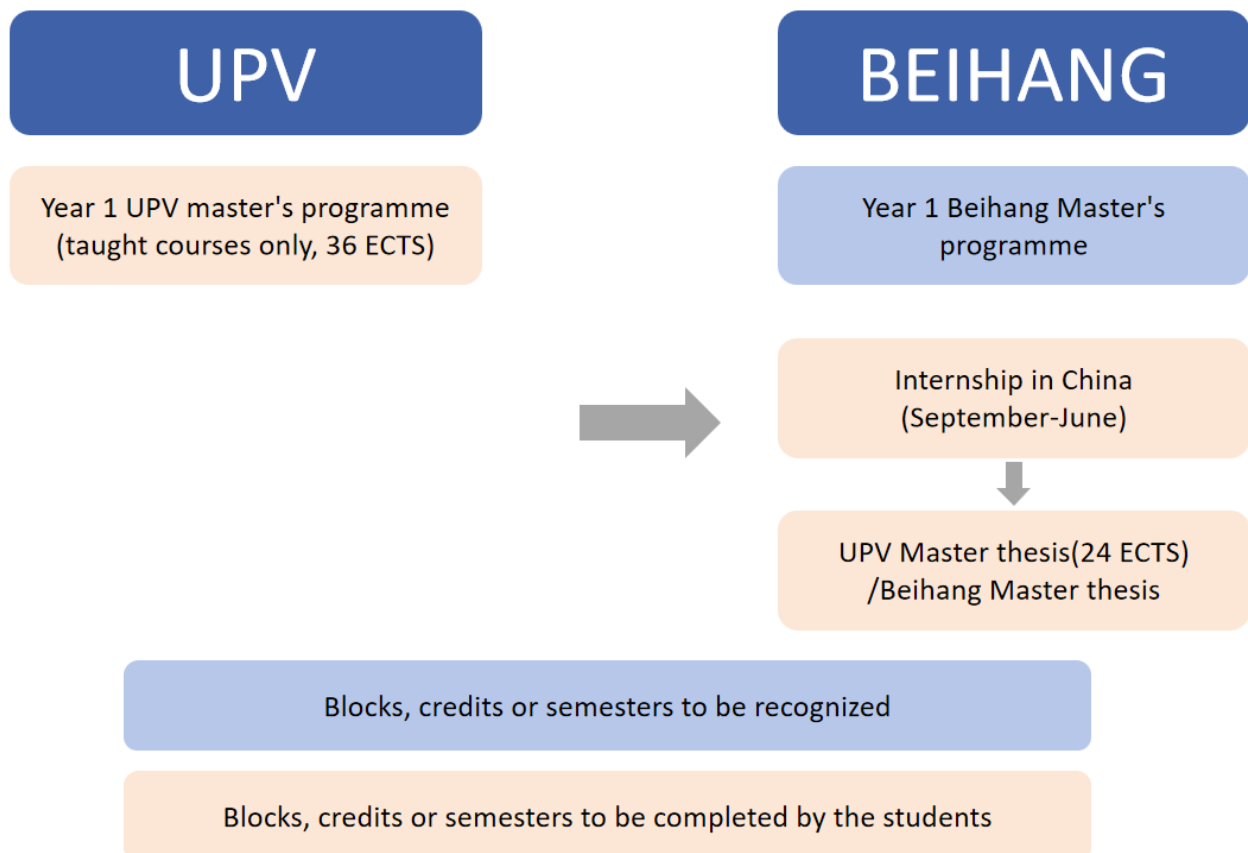 UPV
BEIHANG
Year 1 UPV master's programme
(taught courses only, 36 ECTS)
Year 1 Beihang Master's
programme
Internship in China
(September-June)
UPV Master thesis(24 ECTS)
/Beihang Master thesis
Blocks, credits or semesters to be recognized
Blocks, credits or semesters to be completed by the students